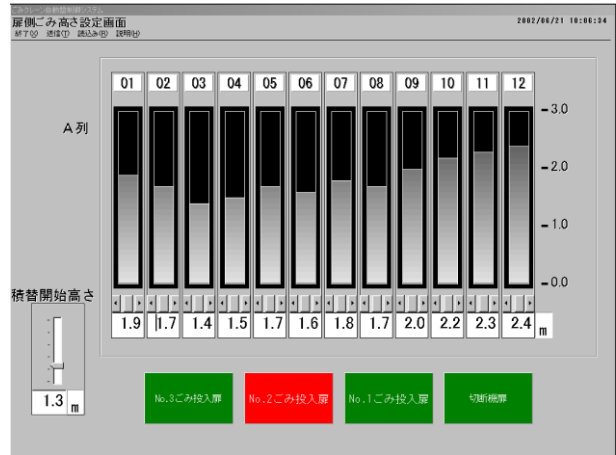 ごみクレーン自動制御システム
扉側ごみ高さ設定画面
2002/06/21 10:06:34
終了(X) 送信(T) 読込み(R) 説明(H)
01 02 03 04 05 06 07 08 09 10 11 12
A列
3.0
2.0
1.0
0.0
積替開始高さ
1.9 1.7 1.4 1.5 1.7 1.6 1.8 1.7 2.0 2.2 2.3 2.4 m
1.3 m
No.3ごみ投入扉 No.2ごみ投入扉 No.1ごみ投入扉 切断機扉